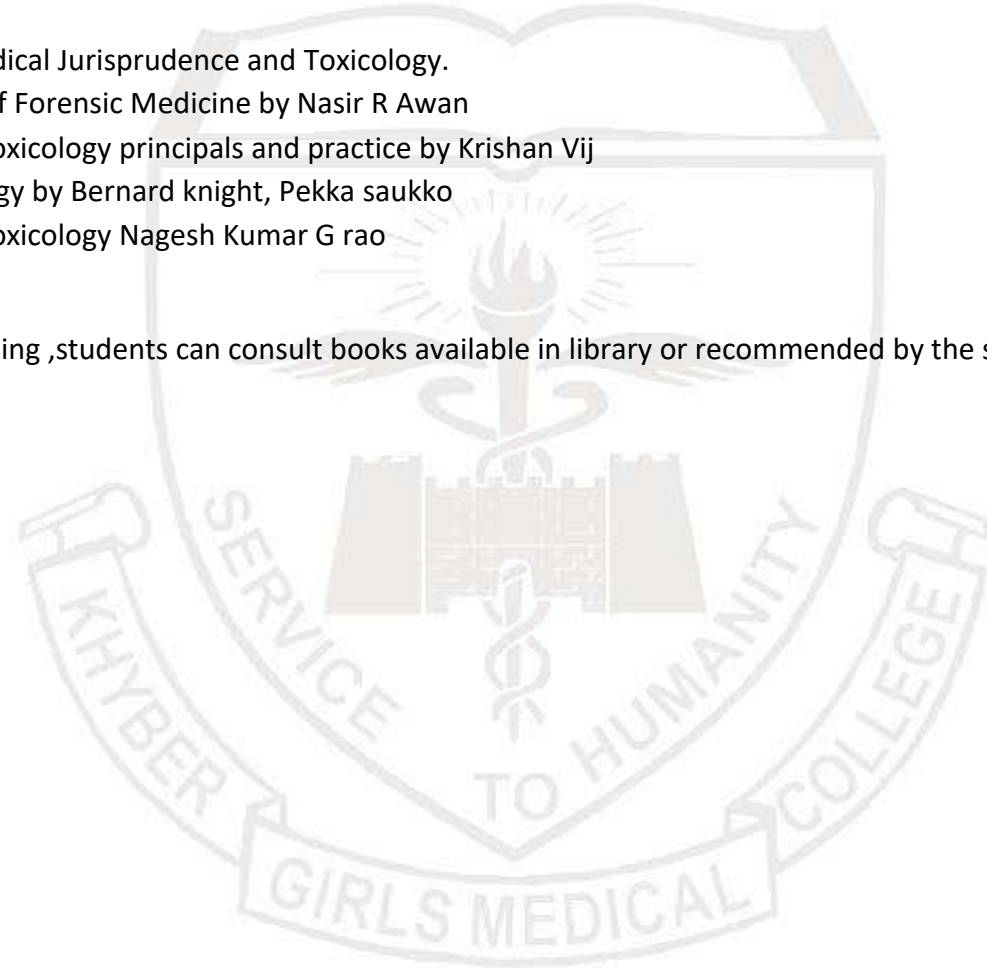 dical Jurisprudence and Toxicology.
f Forensic Medicine by Nasir R Awan
oxicology principals and practice by Krishan Vij
gy by Bernard knight, Pekka saukko
oxicology Nagesh Kumar G rao
ing ,students can consult books available in library or recommended by the s
SERVICE TO HUMANITY
KHYBER GIRLS MEDICAL COLLEGE